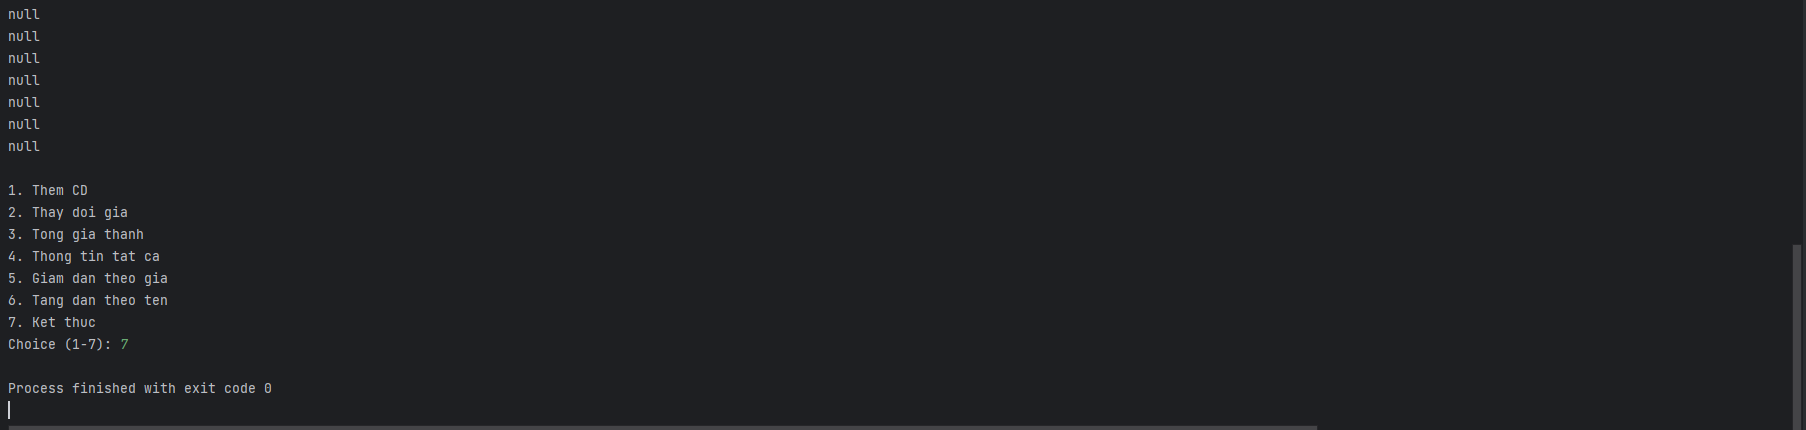 null
null
null
null
null
null
null
1. Them CD
2. Thay doi gia
3. Tong gia thanh
4. Thong tin tat ca
5. Giam dan theo gia
6. Tang dan theo ten
7. Ket thuc
Choice (1-7): 7
Process finished with exit code 0